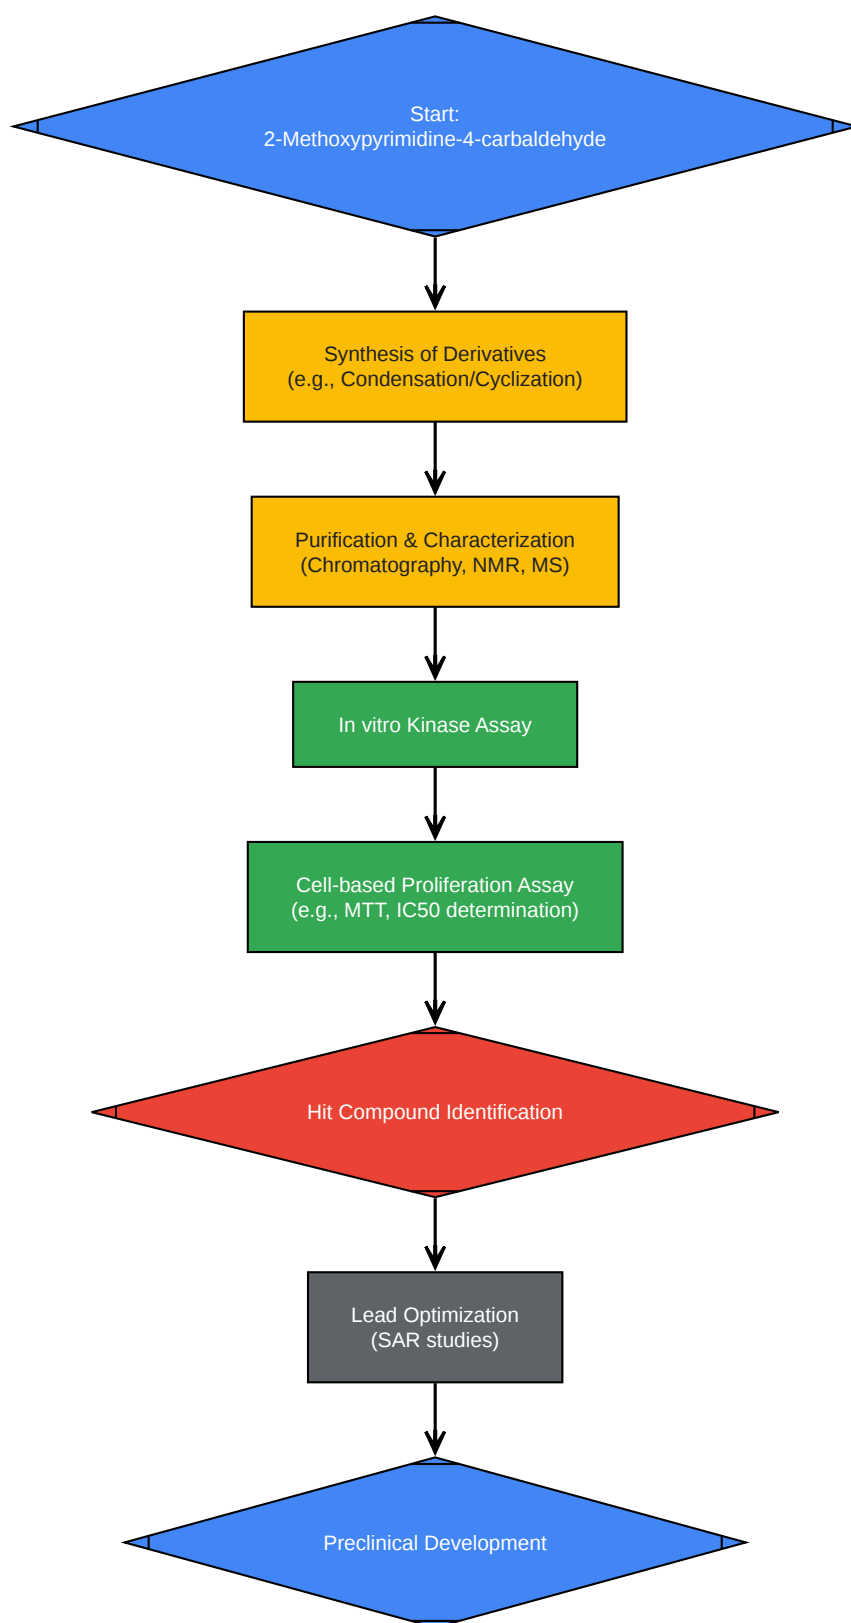 Start:
2-Methoxypyrimidine-4-carbaldehyde
Synthesis of Derivatives
(e.g., Condensation/Cyclization)
Purification & Characterization
(Chromatography, NMR, MS)
In vitro Kinase Assay
Cell-based Proliferation Assay
(e.g., MTT, IC50 determination)
Hit Compound Identification
Lead Optimization
(SAR studies)
Preclinical Development